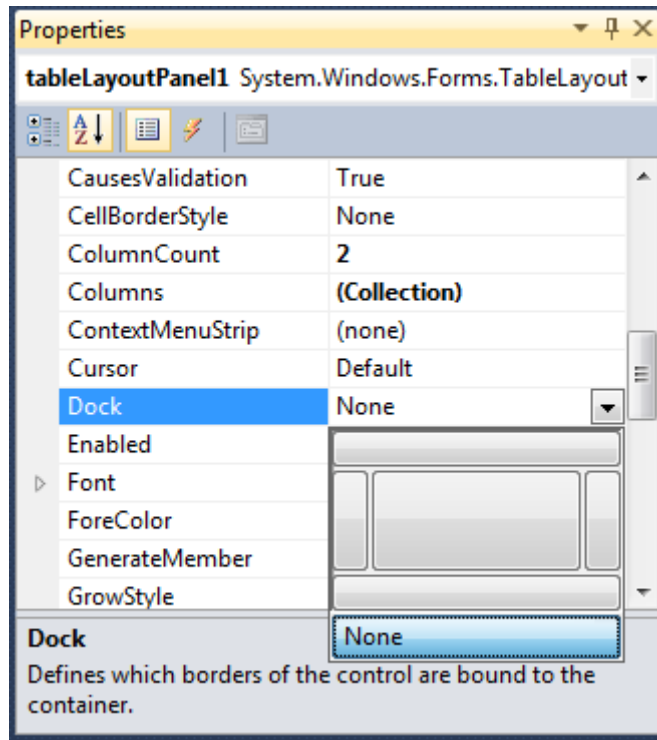 Properties
tableLayoutPanel1 System.Windows.Forms.TableLayout
A
Z
CausesValidation True
CellBorderStyle None
ColumnCount 2
Columns (Collection)
ContextMenuStrip (none)
Cursor Default
Dock None
Enabled
Font
ForeColor
GenerateMember
GrowStyle
None
Dock
Defines which borders of the control are bound to the
container.